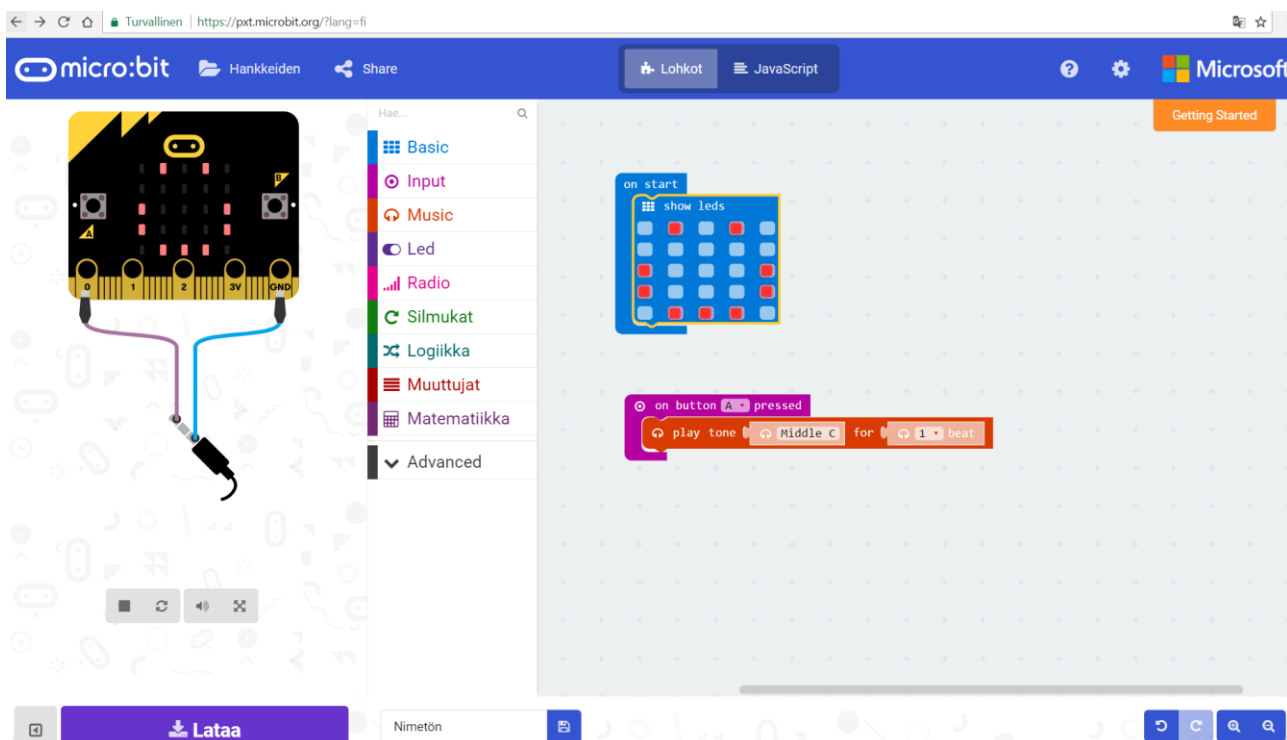 Turvallinen | https://pxt.microbit.org/?lang=fi
micro:bit Hankkeiden Share Lohkot JavaScript Microsoft
Getting Started
Hae...
Basic
Input
Music
Led
Radio
Silmukat
Logiikka
Muuttujat
Matematiikka
Advanced
B
A
0 1 2 3V GND
on start
show leds
on button A pressed
play tone Middle C for 1 beat
Lataa
Nimetön